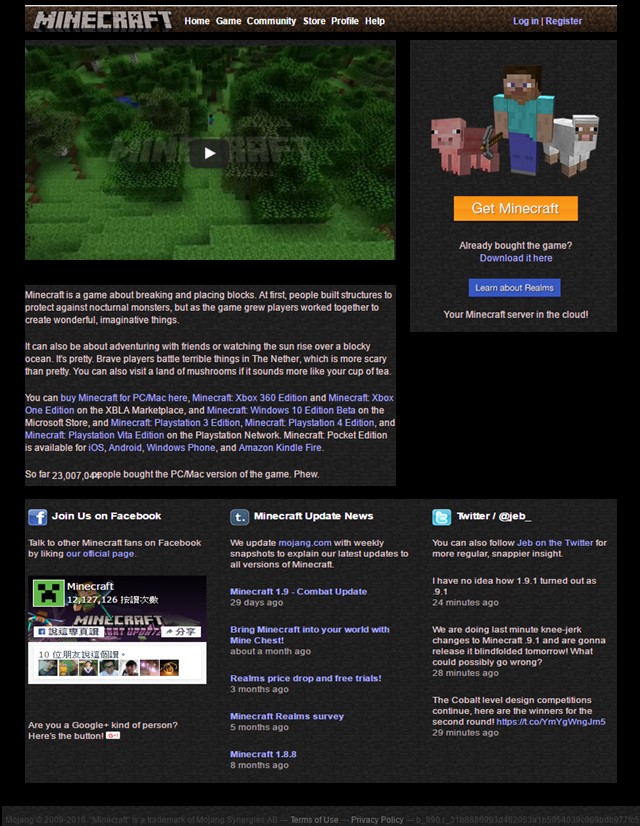 MINECRAFT Home Game Community Store Profile Help Log in | Register
MINECRAFT
Get Minecraft
Already bought the game?
Download it here
Learn about Realms
Your Minecraft server in the cloud!
Minecraft is a game about breaking and placing blocks. At first, people built structures to
protect against nocturnal monsters, but as the game grew players worked together to
create wonderful, imaginative things.
It can also be about adventuring with friends or watching the sun rise over a blocky
ocean. It's pretty. Brave players battle terrible things in The Nether, which is more scary
than pretty. You can also visit a land of mushrooms if it sounds more like your cup of tea.
You can buy Minecraft for PC/Mac here, Minecraft: Xbox 360 Edition and Minecraft: Xbox
One Edition on the XBLA Marketplace, and Minecraft: Windows 10 Edition Beta on the
Microsoft Store, and Minecraft: Playstation 3 Edition, Minecraft: Playstation 4 Edition, and
Minecraft: Playstation Vita Edition on the Playstation Network. Minecraft: Pocket Edition
is available for iOS, Android, Windows Phone, and Amazon Kindle Fire.
So far people bought the PC/Mac version of the game. Phew.
Join Us on Facebook
Talk to other Minecraft fans on Facebook
by liking our official page.
Minecraft
12,127,126 按讚次數
說這專頁讚 分享
MINECRAFT
10 位朋友說這個讚。
Are you a Google+ kind of person?
Here's the button! G+1
t. Minecraft Update News
We update mojang.com with weekly
snapshots to explain our latest updates to
all versions of Minecraft.
Minecraft 1.9 - Combat Update
29 days ago
Bring Minecraft into your world with
Mine Chest!
about a month ago
Realms price drop and free trials!
3 months ago
Minecraft Realms survey
5 months ago
Minecraft 1.8.8
8 months ago
Twitter / @jeb_
You can also follow Jeb on the Twitter for
more regular, snappier insight.
I have no idea how 1.9.1 turned out as
.9.1
24 minutes ago
We are doing last minute knee-jerk
changes to Minecraft .9.1 and are gonna
release it blindfolded tomorrow! What
could possibly go wrong?
28 minutes ago
The Cobalt level design competitions
continue, here are the winners for the
second round! https://t.co/YmYgWngJm5
29 minutes ago
Mojang © 2009-2016. "Minecraft" is a trademark of Mojang Synergies AB — Terms of Use — Privacy Policy —